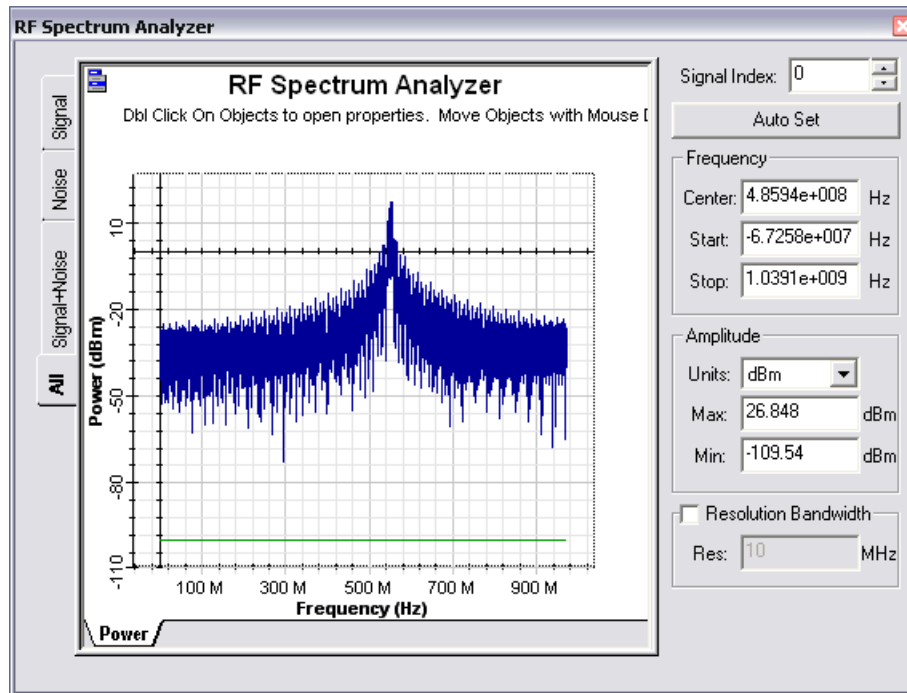 RF Spectrum Analyzer
RF Spectrum Analyzer
Dbl Click On Objects to open properties. Move Objects with Mouse
Signal
Noise
Signal+Noise
All
Power (dBm)
10
-20
-50
-80
-110
100 M 300 M 500 M 700 M 900 M
Frequency (Hz)
Power
Signal Index: 0
Auto Set
Frequency
Center: 4.8594e+008 Hz
Start: -6.7258e+007 Hz
Stop: 1.0391e+009 Hz
Amplitude
Units: dBm
Max: 26.848 dBm
Min: -109.54 dBm
Resolution Bandwidth
Res: 10 MHz